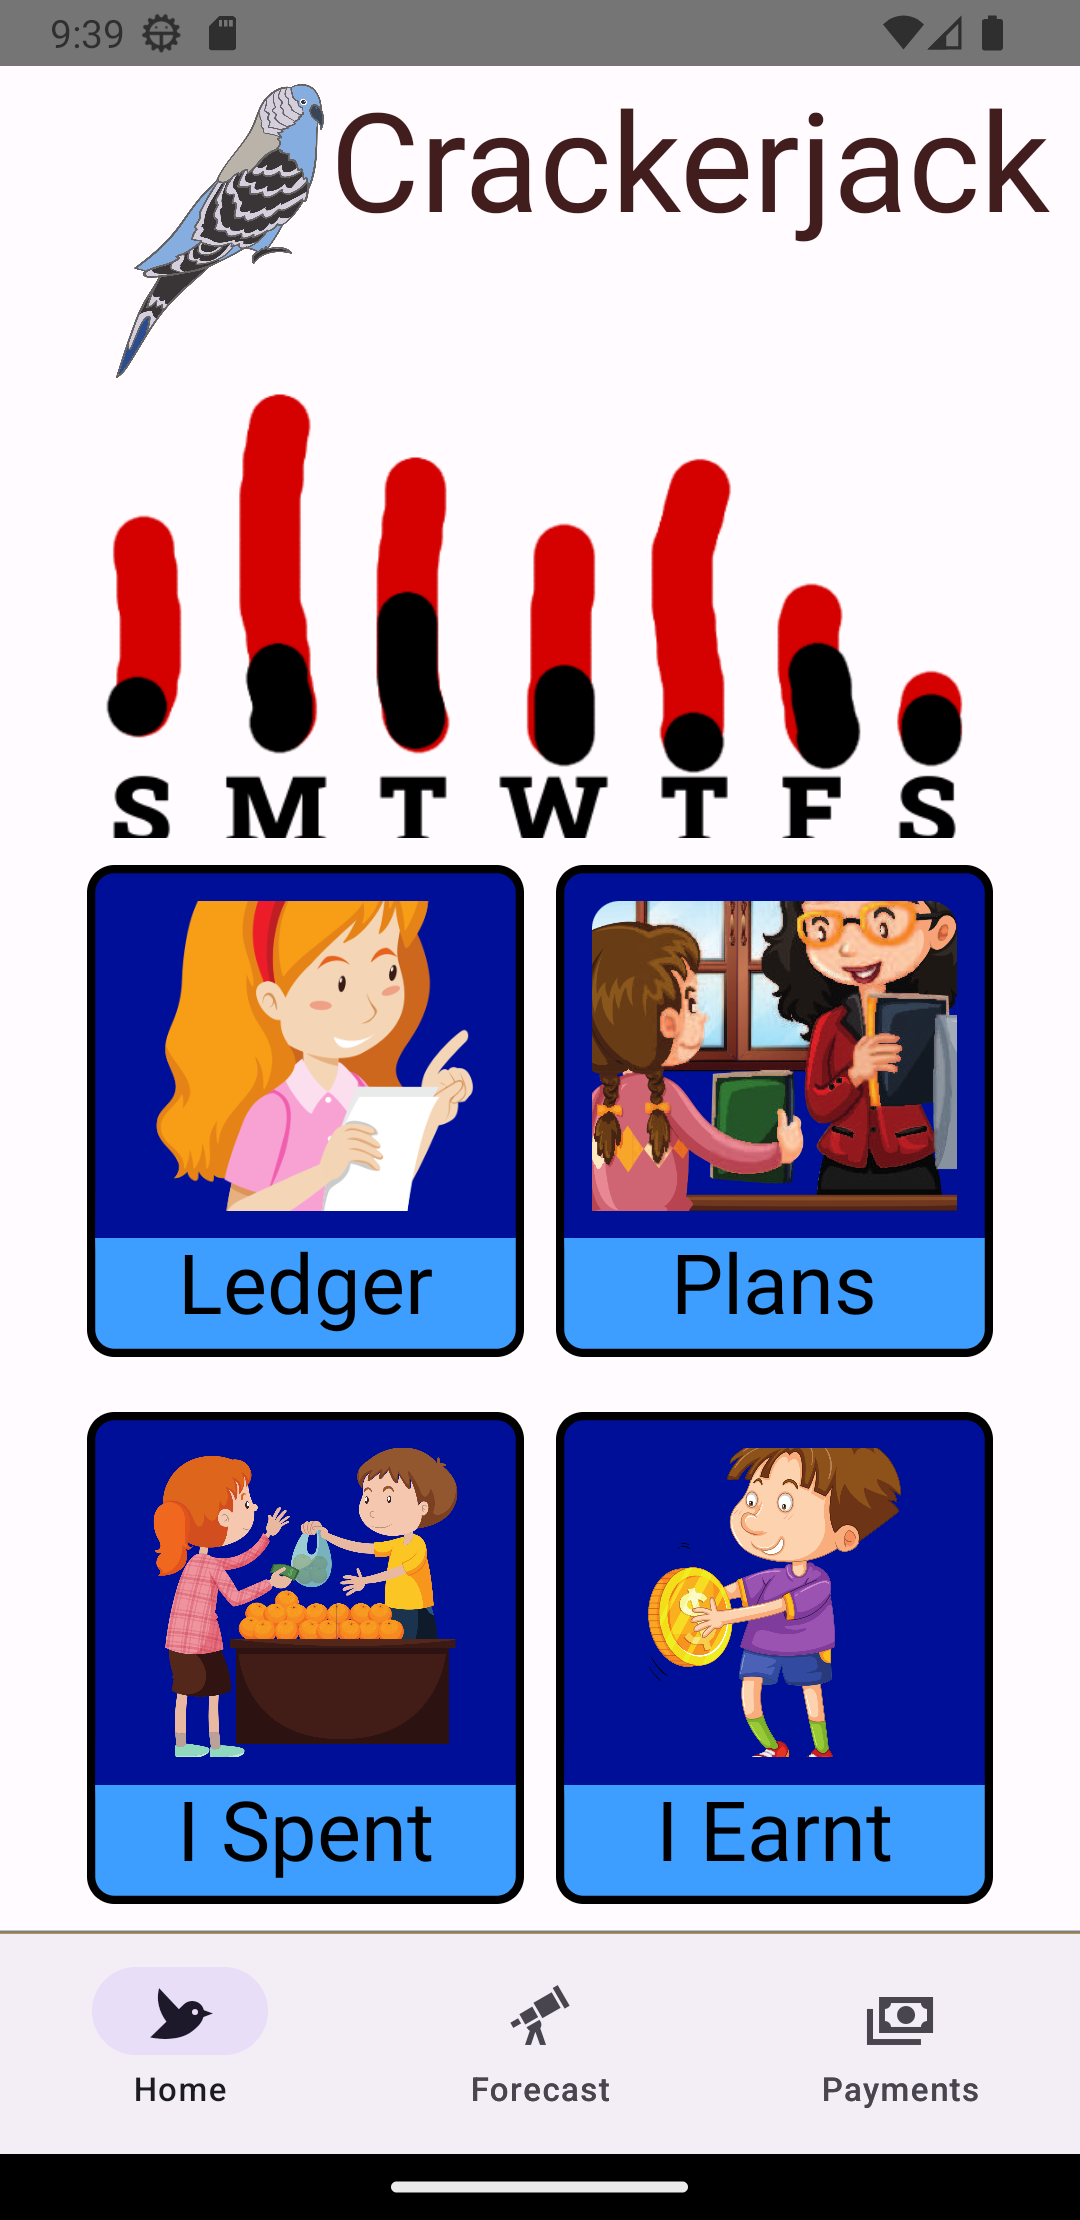 9:39
Crackerjack
S M T W T F S
Ledger
Plans
I Spent
I Earnt
Home
Forecast
Payments